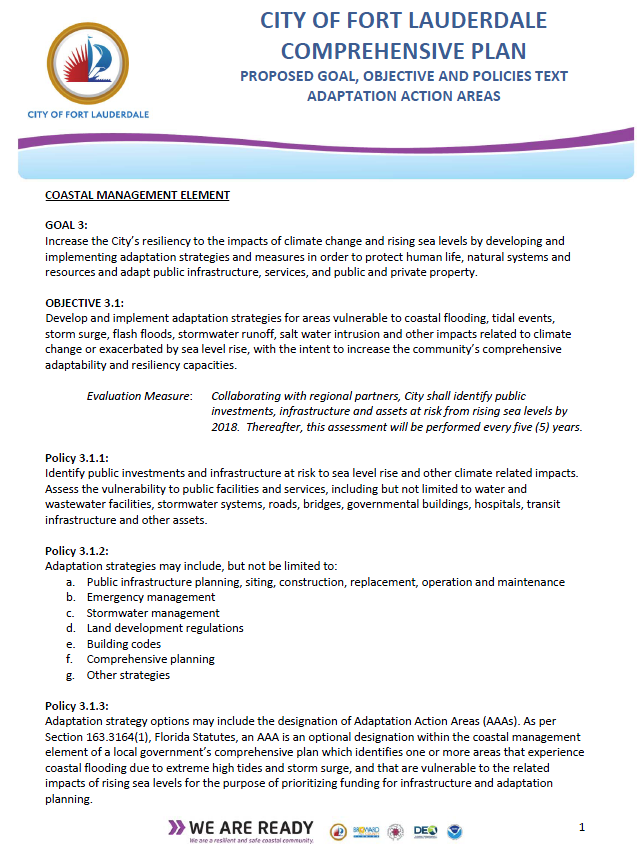 CITY OF FORT LAUDERDALE
COMPREHENSIVE PLAN
PROPOSED GOAL, OBJECTIVE AND POLICIES TEXT
ADAPTATION ACTION AREAS
CITY OF FORT LAUDERDALE
COASTAL MANAGEMENT ELEMENT
GOAL 3:
Increase the City's resiliency to the impacts of climate change and rising sea levels by developing and
implementing adaptation strategies and measures in order to protect human life, natural systems and
resources and adapt public infrastructure, services, and public and private property.
OBJECTIVE 3.1:
Develop and implement adaptation strategies for areas vulnerable to coastal flooding, tidal events,
storm surge, flash floods, stormwater runoff, salt water intrusion and other impacts related to climate
change or exacerbated by sea level rise, with the intent to increase the community's comprehensive
adaptability and resiliency capacities.
Evaluation Measure: Collaborating with regional partners, City shall identify public
investments, infrastructure and assets at risk from rising sea levels by
2018. Thereafter, this assessment will be performed every five (5) years.
Policy 3.1.1:
Identify public investments and infrastructure at risk to sea level rise and other climate related impacts.
Assess the vulnerability to public facilities and services, including but not limited to water and
wastewater facilities, stormwater systems, roads, bridges, governmental buildings, hospitals, transit
infrastructure and other assets.
Policy 3.1.2:
Adaptation strategies may include, but not be limited to:
a. Public infrastructure planning, siting, construction, replacement, operation and maintenance
b. Emergency management
c. Stormwater management
d. Land development regulations
e. Building codes
f. Comprehensive planning
g. Other strategies
Policy 3.1.3:
Adaptation strategy options may include the designation of Adaptation Action Areas (AAAs). As per
Section 163.3164(1), Florida Statutes, an AAA is an optional designation within the coastal management
element of a local government's comprehensive plan which identifies one or more areas that experience
coastal flooding due to extreme high tides and storm surge, and that are vulnerable to the related
impacts of rising sea levels for the purpose of prioritizing funding for infrastructure and adaptation
planning.
WE ARE READY
We are a resilient and safe coastal community.
BROWARD
DEO
1